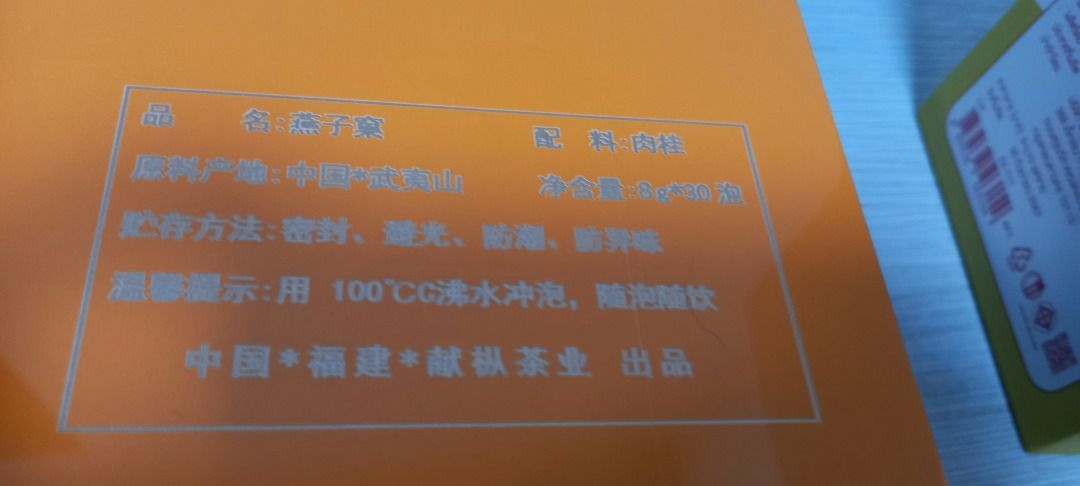 品 名:燕子窠 配 料:肉桂
原料产地:中国*武夷山 净含量:8g*30 泡
贮存方法:密封、避光、防潮、防异味
温馨提示:用 100℃C沸水冲泡，随泡随饮
中国*福建*献枞茶业 出品